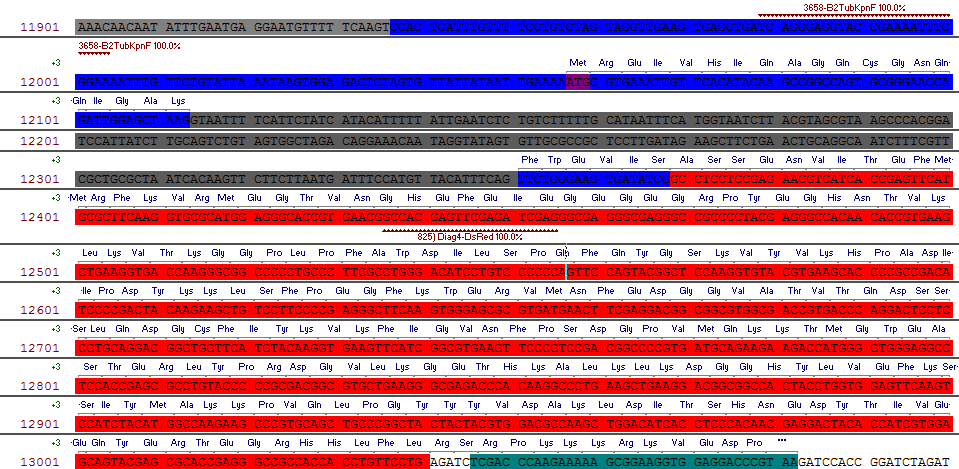 3658-B2TubKpnF 100.0%
11901 AAACAACAAT ATTTGAATGA GGAATGTTTT
3658-B2TubKpnF 100.0%
+3 Met Arg Glu Ile Val His Ile Gln Gly Gln Cys Gly Asn Gln·
12001
+3 ·Gln Ile Gly Ala Lys
12101 GATTGGAGCT AAGGTAATTT TCATTCTATC ATACATTTTT ATTGAATCTC TGTCTTTTTG CATAATTTCA TGGTAATCTT ACGTAGCGTA AGCCCACGGA
12201 TCCATTATCT TGCAGTCTGT AGTGGCTAGA CAGGAAACAA TAGGTATAGT TGTGCGCCGC TCCTTGATAG AAGCTTCTGA ACTGCAGGCA ATCTTTCGTT
+3 Phe Trp Glu Val Ile Ser Ala Ser Ser Glu Asn Val Ile Thr Glu Phe Met·
12301 CGCTGCGCTA ATCACAAGTT CTTCTTAATG ATTTCCATGT TACATTTCAG CTCCTCCGAG AACGTCATCA CCGAGTTCAT
+3 ·Met Arg Phe Lys Val Arg Met Glu Gly Thr Val Asn Gly His Glu Phe Glu Ile Glu Gly Glu Gly Glu Gly Arg Pro Tyr Glu Gly His Asn Thr Val Lys
12401 GCGCTTCAAG GTGCGCATGG AGGGCACCGT GAACGGCCAC GAGTTCGAGA TCGAGGGCGA GGGCGAGGGC CGCCCCTACG AGGGCCACAA CACCGTGAAG
825) Diag4-DsRed 100.0%
+3 Leu Lys Val Thr Lys Gly Gly Pro Leu Pro Phe Ala Trp Asp Ile Leu Ser Pro Gln Phe Gln Tyr Gly Ser Lys Val Tyr Val Lys His Pro Ala Asp Ile·
12501 CTGAAGGTGA CCAAGGGCGG CCCCCTGCCC TTCGCCTGGG ACATCCTGTC CCCCCAGTTC CAGTACGGCT CCAAGGTGTA CGTGAAGCAC CCCGCCGACA
+3 ·Ile Pro Asp Tyr Lys Lys Leu Ser Phe Pro Glu Gly Phe Lys Trp Glu Arg Val Met Asn Phe Glu Asp Gly Gly Val Ala Thr Val Thr Gln Asp Ser Ser·
12601 TCCCCGACTA CAAGAAGCTG TCCTTCCCCG AGGGCTTCAA GTGGGAGCGC GTGATGAACT TCGAGGACGG CGGCGTGGCG ACCGTGACCC AGGACTCCTC
+3 ·Ser Leu Gln Asp Gly Cys Phe Ile Tyr Lys Val Lys Phe Ile Gly Val Asn Phe Pro Ser Asp Gly Pro Val Met Gln Lys Lys Thr Met Gly Trp Glu Ala
12701 CCTGCAGGAC GGCTGCTTCA TCTACAAGGT GAAGTTCATC GGCGTGAACT TCCCCTCCGA CGGCCCCGTG ATGCAGAAGA AGACCATGGG CTGGGAGGCC
+3 Ser Thr Glu Arg Leu Tyr Pro Arg Asp Gly Val Leu Lys Gly Glu Thr His Lys Ala Leu Lys Leu Lys Asp Gly Gly His Tyr Leu Val Glu Phe Lys Ser·
12801 TCCACCGAGC GCCTGTACCC CCGCGACGGC GTGCTGAAGG GCGAGACCCA CAAGGCCCTG AAGCTGAAGG ACGGCGGCCA CTACCTGGTG GAGTTCAAGT
+3 ·Ser Ile Tyr Met Ala Lys Lys Pro Val Gln Leu Pro Gly Tyr Tyr Tyr Val Asp Ala Lys Leu Asp Ile Thr Ser His Asn Glu Asp Tyr Thr Ile Val Glu·
12901 CCATCTACAT GGCCAAGAAG CCCGTGCAGC TGCCCGGCTA CTACTACGTG GACGCCAAGC TGGACATCAC CTCCCACAAC GAGGACTACA CCATCGTGGA
+3 ·Glu Gln Tyr Glu Arg Thr Glu Gly Arg His His Leu Phe Leu Arg Ser Arg Pro Lys Lys Lys Arg Lys Val Glu Asp Pro ***
13001 GCAGTACGAG CGCACCGAGG GCCGCCACCA CCTGTTCCTG AGATCTCGAC CCAAGAAAAA GCGGAAGGTG GAGGACCCGT AAGATCCACC GGATCTAGAT